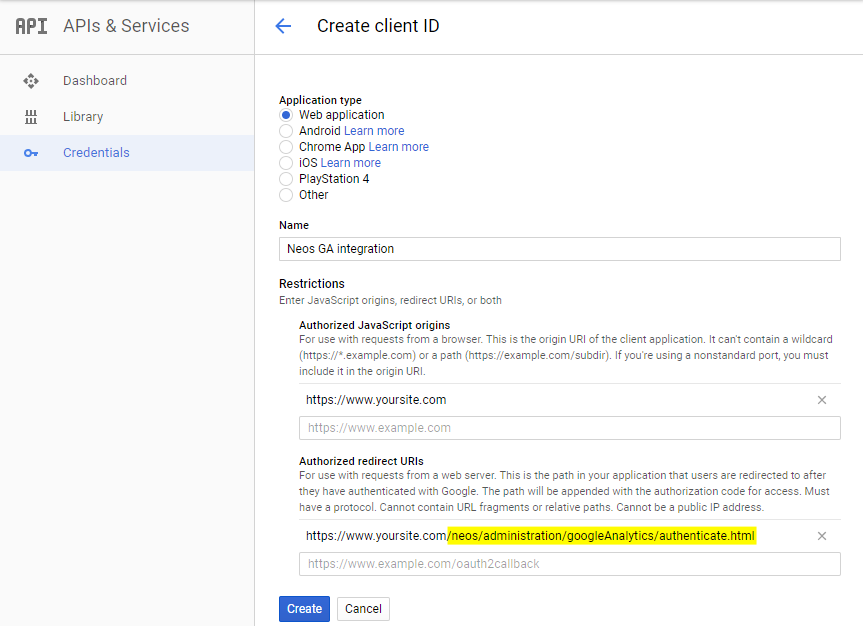 API APIs & Services
Create client ID
Dashboard
Library
Credentials
Application type
Web application
Android Learn more
Chrome App Learn more
iOS Learn more
PlayStation 4
Other
Name
Neos GA integration
Restrictions
Enter JavaScript origins, redirect URIs, or both
Authorized JavaScript origins
For use with requests from a browser. This is the origin URI of the client application. It can't contain a wildcard
(https://*.example.com) or a path (https://example.com/subdir). If you're using a nonstandard port, you must
include it in the origin URI.
https://www.yoursite.com
https://www.example.com
Authorized redirect URIs
For use with requests from a web server. This is the path in your application that users are redirected to after
they have authenticated with Google. The path will be appended with the authorization code for access. Must
have a protocol. Cannot contain URL fragments or relative paths. Cannot be a public IP address.
https://www.yoursite.com/neos/administration/googleAnalytics/authenticate.html
https://www.example.com/oauth2callback
Create Cancel